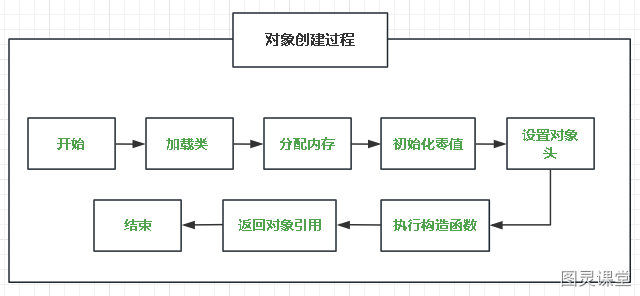 对象创建过程
开始
加载类
分配内存
初始化零值
设置对象
头
结束
返回对象引用
执行构造函数
图灵课堂